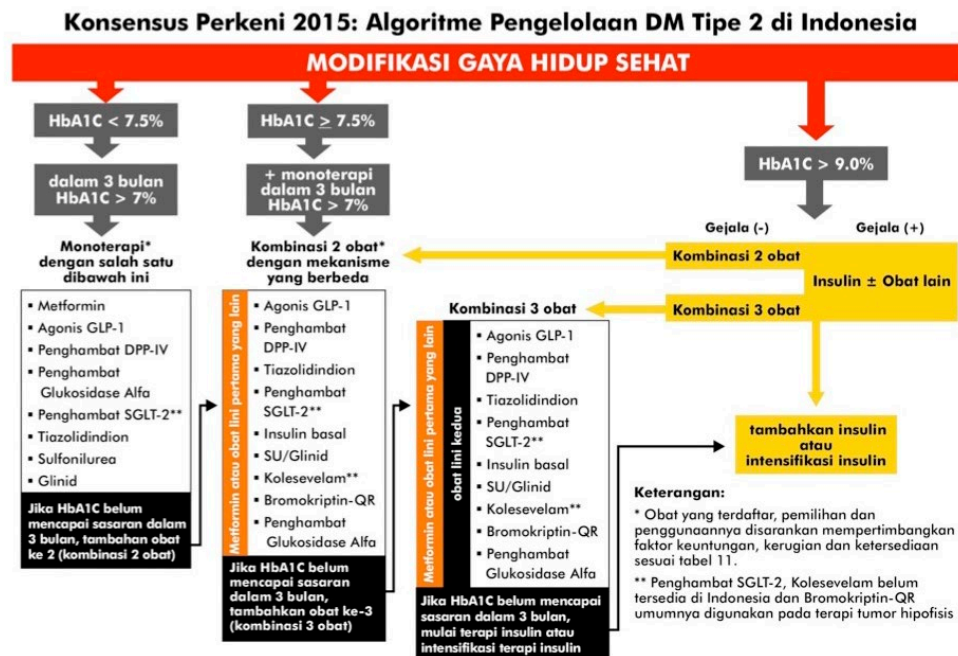 Konsensus Perkeni 2015: Algoritme Pengelolaan DM Tipe 2 di Indonesia
MODIFIKASI GAYA HIDUP SEHAT
HbA1C < 7.5%
dalam 3 bulan
HbA1C > 7%
Monoterapi*
dengan salah satu
dibawah ini
▪ Metformin
▪ Agonis GLP-1
▪ Penghambat DPP-IV
▪ Penghambat
Glukosidase Alfa
▪ Penghambat SGLT-2**
▪ Tiazolidindion
▪ Sulfonilurea
▪ Glinid
Jika HbA1C belum
mencapai sasaran dalam
3 bulan, tambahan obat
ke 2 (kombinasi 2 obat)
HbA1C ≥ 7.5%
+ monoterapi
dalam 3 bulan
HbA1C > 7%
Kombinasi 2 obat*
dengan mekanisme
yang berbeda
Metformin atau obat lini pertama yang lain
▪ Agonis GLP-1
▪ Penghambat
DPP-IV
▪ Tiazolidindion
▪ Penghambat
SGLT-2**
▪ Insulin basal
▪ SU/Glinid
▪ Kolesevelam**
▪ Bromokriptin-QR
▪ Penghambat
Glukosidase Alfa
Jika HbA1C belum
mencapai sasaran
dalam 3 bulan,
tambahkan obat ke-3
(kombinasi 3 obat)
Kombinasi 3 obat
Metformin atau obat lini pertama yang lain
obat lini kedua
▪ Agonis GLP-1
▪ Penghambat
DPP-IV
▪ Tiazolidindion
▪ Penghambat
SGLT-2**
▪ Insulin basal
▪ SU/Glinid
▪ Kolesevelam**
▪ Bromokriptin-QR
▪ Penghambat
Glukosidase Alfa
Jika HbA1C belum mencapai
sasaran dalam 3 bulan,
mulai terapi insulin atau
intensifikasi terapi insulin
HbA1C > 9.0%
Gejala (-)
Gejala (+)
Kombinasi 2 obat
Kombinasi 3 obat
Insulin ± Obat lain
tambahkan insulin
atau
intensifikasi insulin
Keterangan:
* Obat yang terdaftar, pemilihan dan
penggunaannya disarankan mempertimbangkan
faktor keuntungan, kerugian dan ketersediaan
sesuai tabel 11.
** Penghambat SGLT-2, Kolesevelam belum
tersedia di Indonesia dan Bromokriptin-QR
umumnya digunakan pada terapi tumor hipofisis